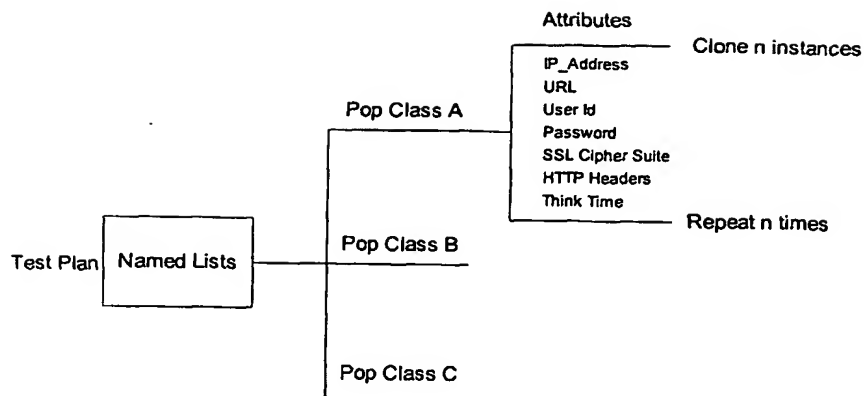 Attributes
Clone n instances
IP_Address
URL
User Id
Password
SSL Cipher Suite
HTTP Headers
Think Time
Repeat n times
Pop Class A
Test Plan
Named Lists
Pop Class B
Pop Class C